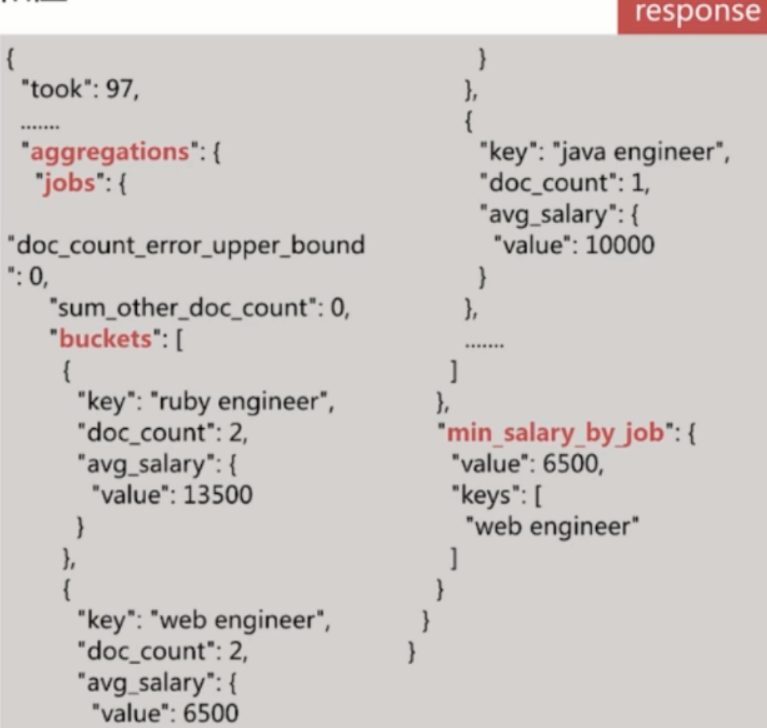 response
{
"took": 97,
.......
"aggregations": {
"jobs": {
"doc_count_error_upper_bound
": 0,
"sum_other_doc_count": 0,
"buckets": [
{
"key": "ruby engineer",
"doc_count": 2,
"avg_salary": {
"value": 13500
}
},
{
"key": "web engineer",
"doc_count": 2,
"avg_salary": {
"value": 6500
}
},
{
"key": "java engineer",
"doc_count": 1,
"avg_salary": {
"value": 10000
}
},
.......
]
},
"min_salary_by_job": {
"value": 6500,
"keys": [
"web engineer"
]
}
}
}